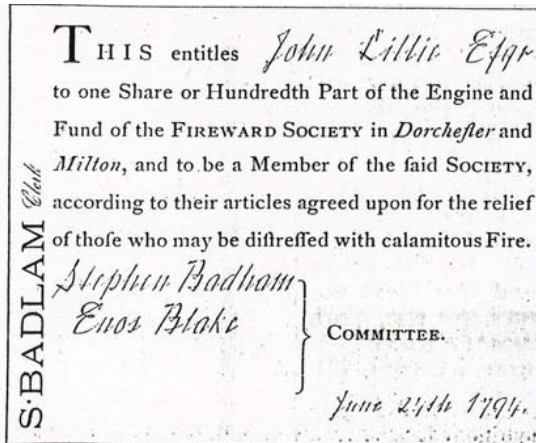 THIS entitles John Lillie Eſqr
to one Share or Hundredth Part of the Engine and
Fund of the FIREWARD SOCIETY in Dorcheſter and
Milton, and to be a Member of the ſaid SOCIETY,
according to their articles agreed upon for the relief
of thoſe who may be diſtreſſed with calamitous Fire.
Stephen Badham
Enos Blake
COMMITTEE.
June 24th 1794.
S·BADLAM Clerk